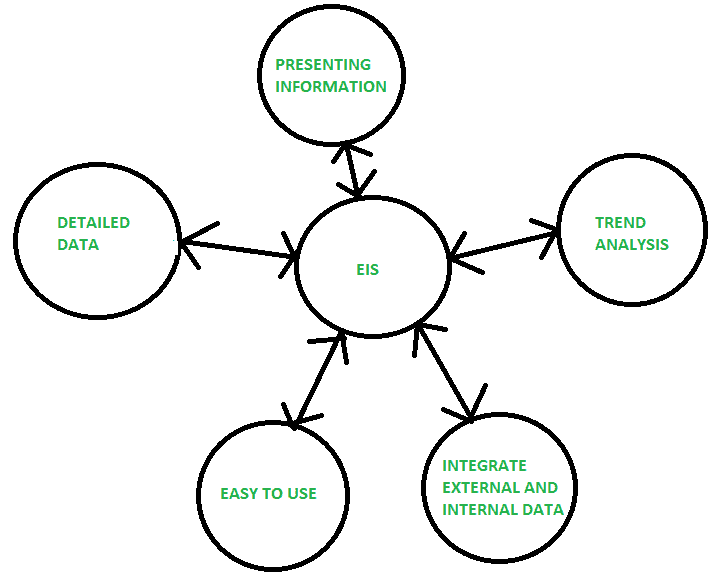 PRESENTING
INFORMATION
DETAILED
DATA
TREND
ANALYSIS
EIS
EASY TO USE
INTEGRATE
EXTERNAL AND
INTERNAL DATA